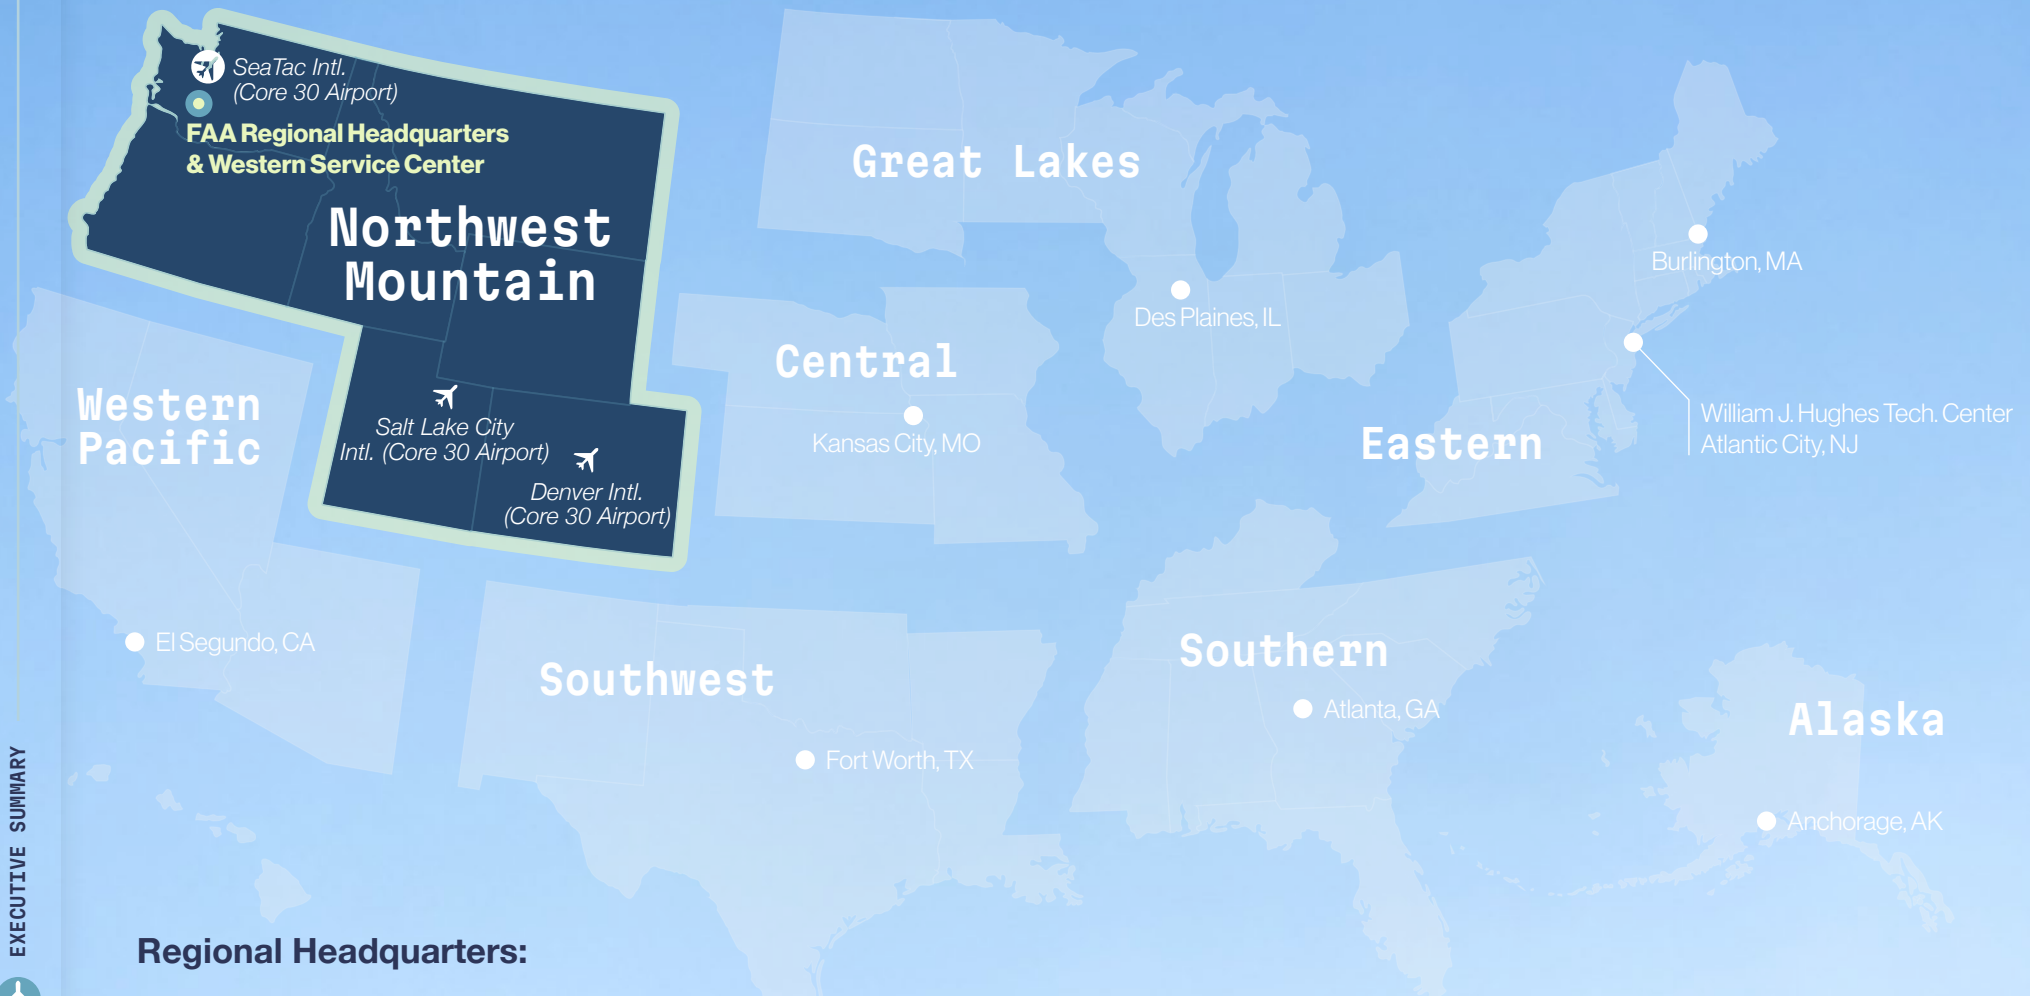 SeaTac Intl.
(Core 30 Airport)
FAA Regional Headquarters
& Western Service Center
Northwest
Mountain
Great Lakes
Burlington, MA
Des Plaines, IL
Central
Western
Pacific
Salt Lake City
Intl. (Core 30 Airport)
Kansas City, MO
Eastern
William J. Hughes Tech. Center
Atlantic City, NJ
Denver Intl.
(Core 30 Airport)
El Segundo, CA
Southwest
Southern
Atlanta, GA
Alaska
Fort Worth, TX
Anchorage, AK
EXECUTIVE SUMMARY
Regional Headquarters: